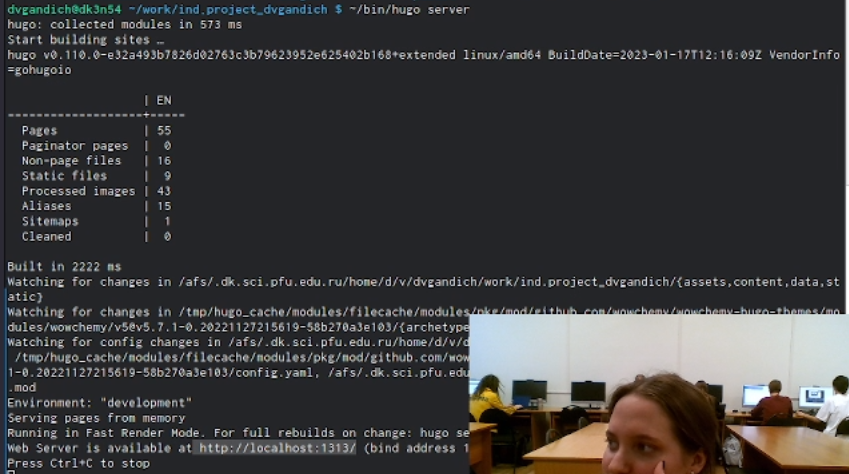 dvgandich@dk3n54 ~/work/ind.project_dvgandich $ ~/bin/hugo server
hugo: collected modules in 573 ms
Start building sites …
hugo v0.110.0-e32a493b7826d02763c3b79623952e625402b168+extended linux/amd64 BuildDate=2023-01-17T12:16:09Z VendorInfo
=gohugoio
| EN
-------------------+-----
Pages | 55
Paginator pages | 0
Non-page files | 16
Static files | 9
Processed images | 43
Aliases | 15
Sitemaps | 1
Cleaned | 0
Built in 2222 ms
Watching for changes in /afs/.dk.sci.pfu.edu.ru/home/d/v/dvgandich/work/ind.project_dvgandich/{assets,content,data,st
atic}
Watching for changes in /tmp/hugo_cache/modules/filecache/modules/pkg/mod/github.com/wowchemy/wowchemy-hugo-themes/mo
dules/wowchemy/v5@v5.7.1-0.20221127215619-58b270a3e103/{archetype
Watching for config changes in /afs/.dk.sci.pfu.edu.ru/home/d/v/d
/tmp/hugo_cache/modules/filecache/modules/pkg/mod/github.com/wow
1-0.20221127215619-58b270a3e103/config.yaml, /afs/.dk.sci.pfu.edu
.mod
Environment: "development"
Serving pages from memory
Running in Fast Render Mode. For full rebuilds on change: hugo se
Web Server is available at http://localhost:1313/ (bind address 1
Press Ctrl+C to stop